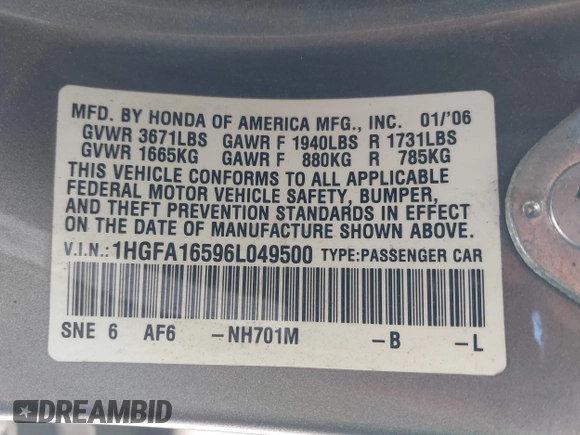 MFD. BY HONDA OF AMERICA MFG., INC. 01/'06
GVWR 3671LBS GAWR F 1940LBS R 1731LBS
GVWR 1665KG GAWR F 880KG R 785KG
THIS VEHICLE CONFORMS TO ALL APPLICABLE
FEDERAL MOTOR VEHICLE SAFETY, BUMPER,
AND THEFT PREVENTION STANDARDS IN EFFECT
ON THE DATE OF MANUFACTURE SHOWN ABOVE.
V.I.N.: 1HGFA16596L049500 TYPE:PASSENGER CAR
SNE 6 AF6 –NH701M –B –L
DREAMBID